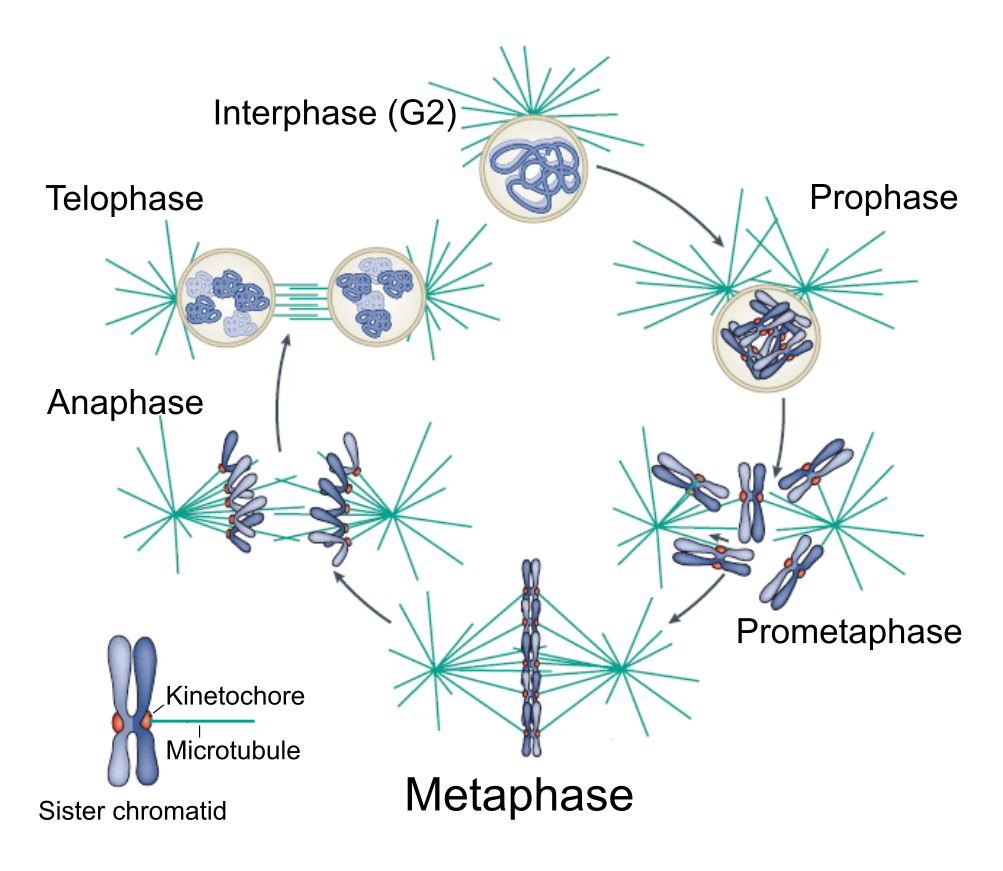 Interphase (G2)
Telophase
Prophase
Anaphase
Prometaphase
Kinetochore
Microtubule
Metaphase
Sister chromatid